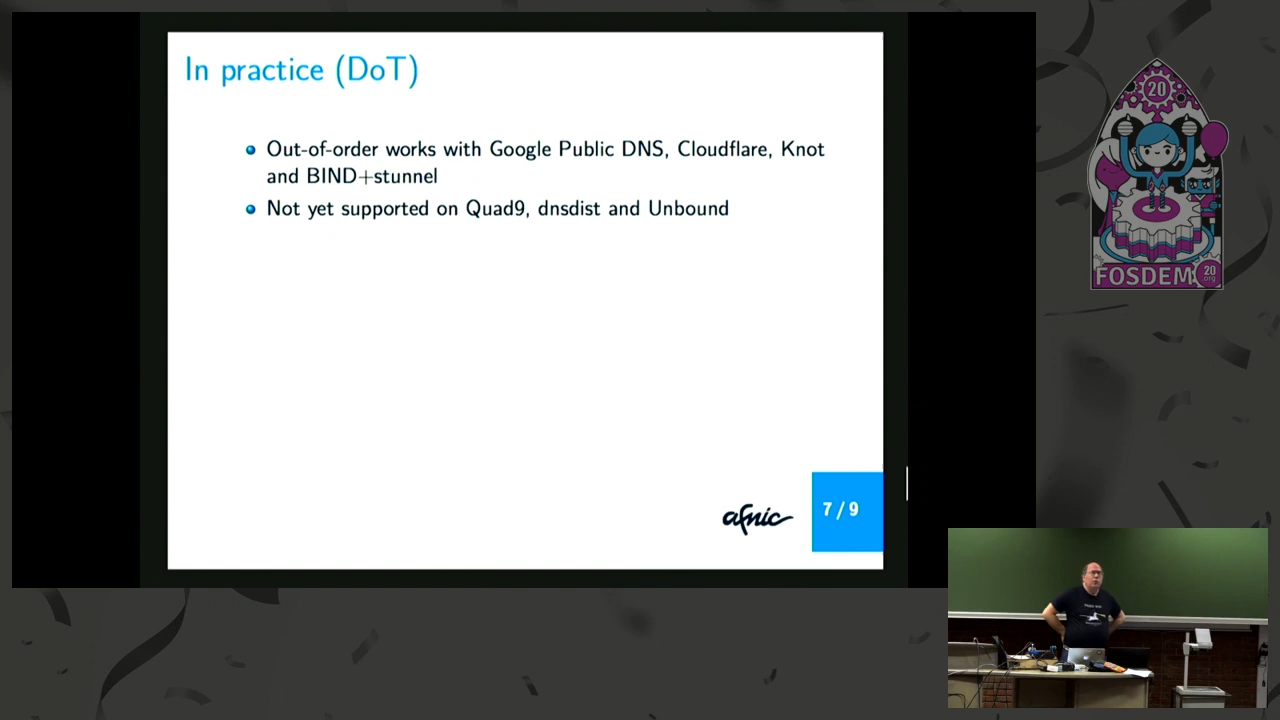 In practice (DoT)
Out-of-order works with Google Public DNS, Cloudflare, Knot
and BIND+stunnel
Not yet supported on Quad9, dnsdist and Unbound
afnic
7 / 9
20
FOSDEM
20
.org